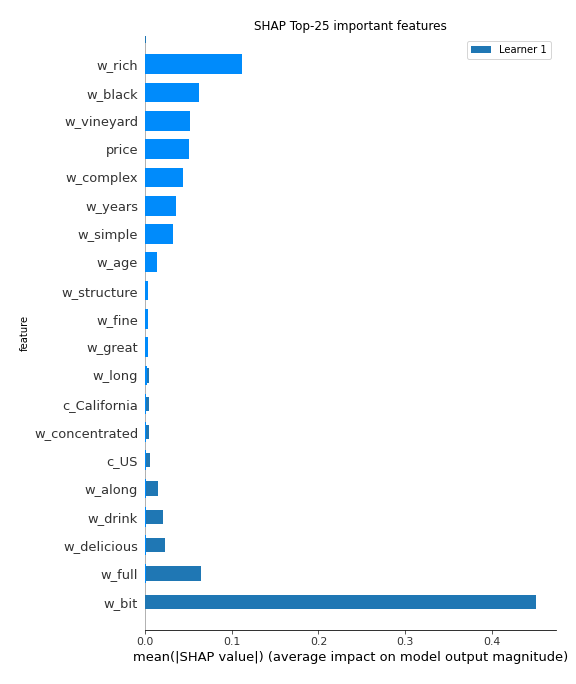 SHAP Top-25 important features
Learner 1
w_rich
w_black
w_vineyard
price
w_complex
w_years
w_simple
w_age
w_structure
w_fine
w_great
w_long
c_California
w_concentrated
c_US
w_along
w_drink
w_delicious
w_full
w_bit
feature
0.0 0.1 0.2 0.3 0.4
mean(|SHAP value|) (average impact on model output magnitude)